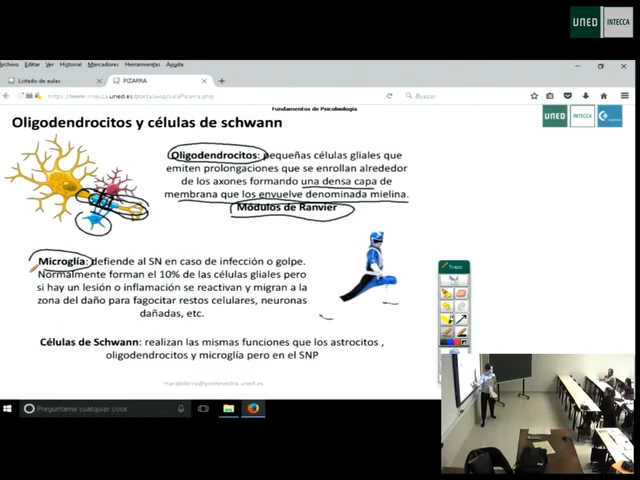 UNED
INTECCA
Archivo Editar Ver Historial Marcadores Herramientas Ayuda
Listado de aulas
PIZARRA
https://www.intecca.uned.es/portalavip/salaPizarra.php
Buscar
Fundamentos de Psicobiología
Oligodendrocitos y células de schwann
UNED
INTECCA
Oligodendrocitos: pequeñas células gliales que
emiten prolongaciones que se enrollan alrededor
de los axones formando una densa capa de
membrana que los envuelve denominada mielina.
Módulos de Ranvier
Microglía: defiende al SN en caso de infección o golpe.
Normalmente forman el 10% de las células gliales pero
si hay un lesión o inflamación se reactivan y migran a la
zona del daño para fagocitar restos celulares, neuronas
dañadas, etc.
Células de Schwann: realizan las mismas funciones que los astrocitos ,
oligodendrocitos y microglía pero en el SNP
Trazo
Pregúntame cualquier cosa